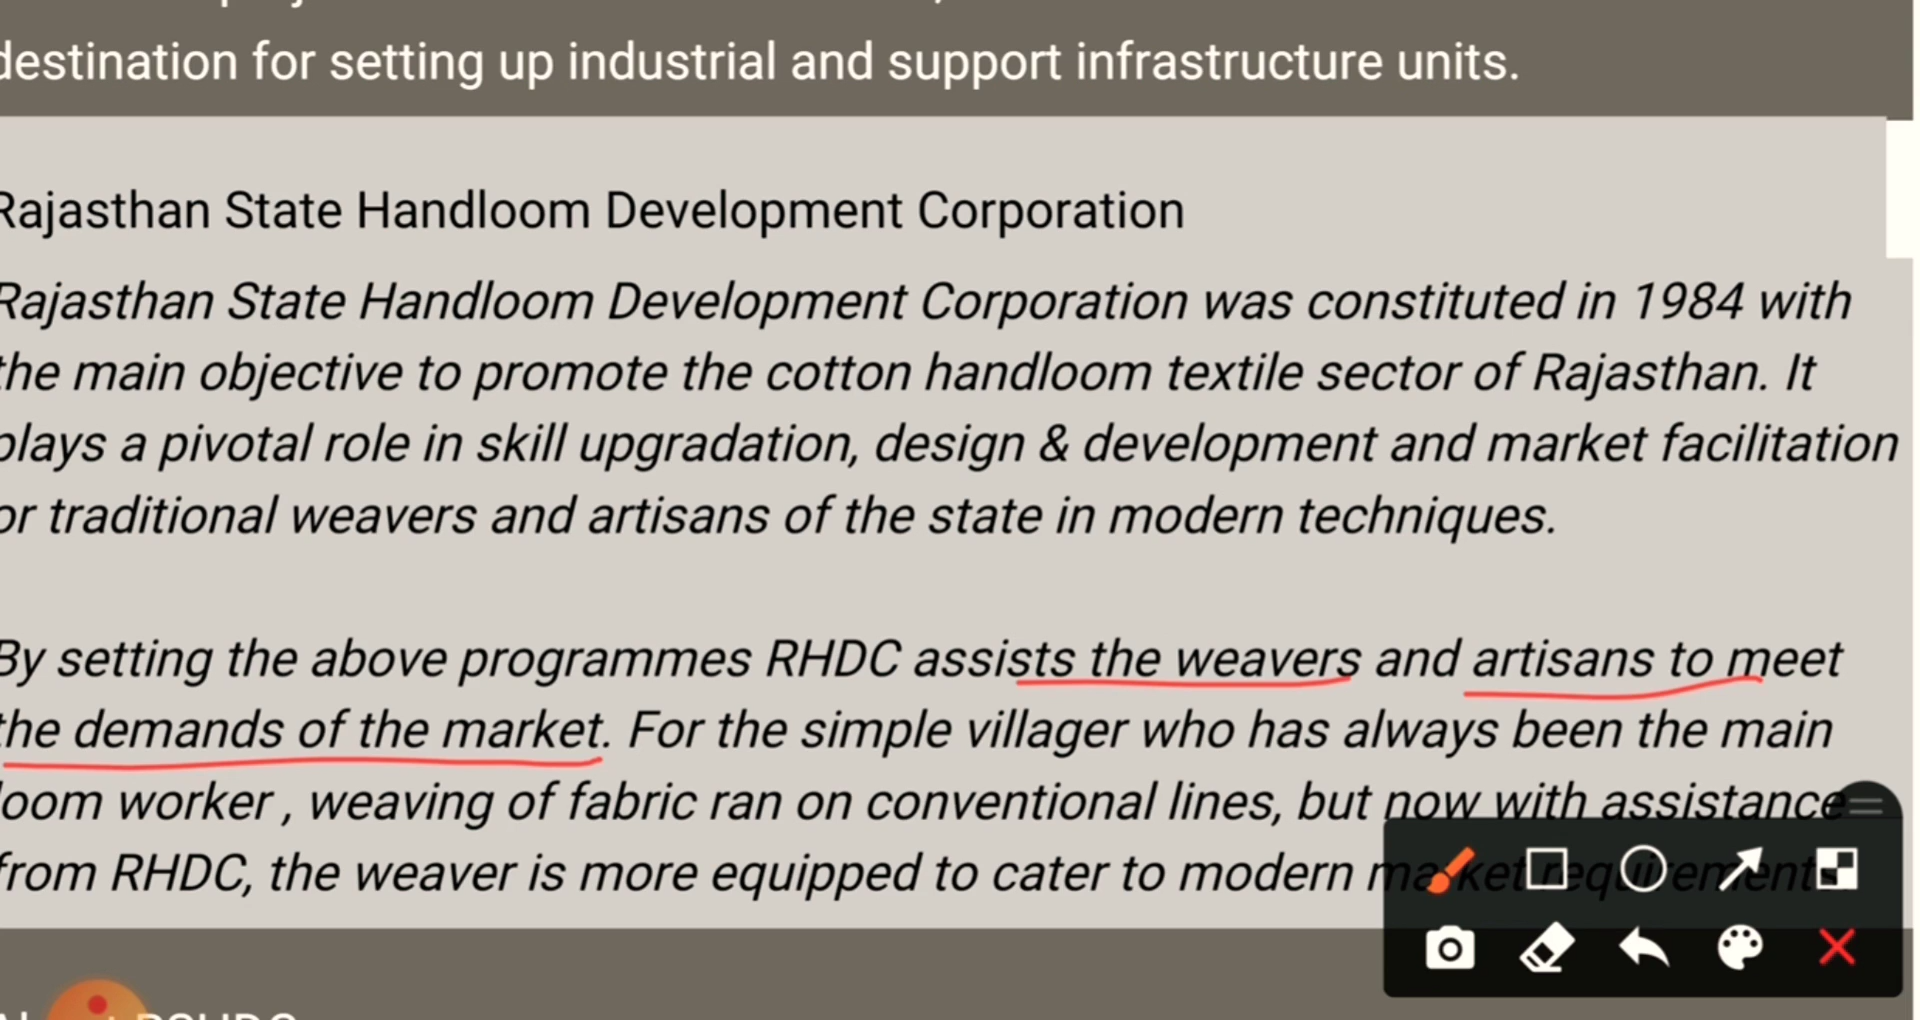 destination for setting up industrial and support infrastructure units.
Rajasthan State Handloom Development Corporation
Rajasthan State Handloom Development Corporation was constituted in 1984 with
the main objective to promote the cotton handloom textile sector of Rajasthan. It
plays a pivotal role in skill upgradation, design & development and market facilitation
or traditional weavers and artisans of the state in modern techniques.
By setting the above programmes RHDC assists the weavers and artisans to meet
the demands of the market. For the simple villager who has always been the main
loom worker , weaving of fabric ran on conventional lines, but now with assistance
from RHDC, the weaver is more equipped to cater to modern market requirements